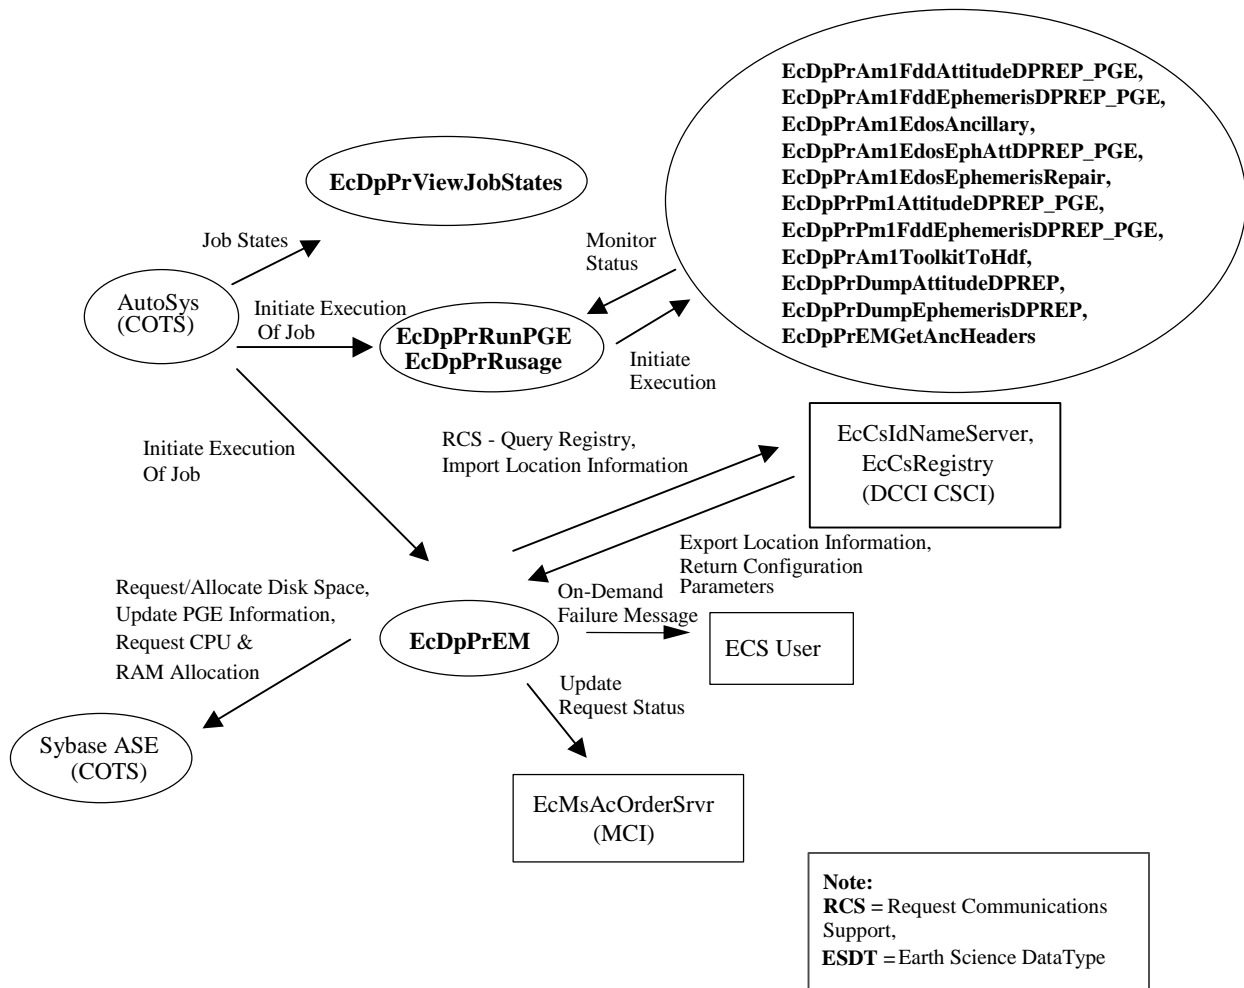 EcDpPrAm1FddAttitudeDPREP_PGE,
EcDpPrAm1FddEphemerisDPREP_PGE,
EcDpPrAm1EdosAncillary,
EcDpPrAm1EdosEphAttDPREP_PGE,
EcDpPrAm1EdosEphemerisRepair,
EcDpPrPm1AttitudeDPREP_PGE,
EcDpPrPm1FddEphemerisDPREP_PGE,
EcDpPrAm1ToolkitToHdf,
EcDpPrDumpAttitudeDPREP,
EcDpPrDumpEphemerisDPREP,
EcDpPrEMGetAncHeaders
EcDpPrViewJobStates
Job States
Monitor
Status
AutoSys
(COTS)
Initiate Execution
Of Job
EcDpPrRunPGE
EcDpPrRusage
Initiate
Execution
Initiate Execution
Of Job
RCS - Query Registry,
Import Location Information
EcCsIdNameServer,
EcCsRegistry
(DCCI CSCI)
Export Location Information,
Return Configuration
Parameters
Request/Allocate Disk Space,
Update PGE Information,
Request CPU &
RAM Allocation
On-Demand
Failure Message
EcDpPrEM
ECS User
Update
Request Status
Sybase ASE
(COTS)
EcMsAcOrderSrvr
(MCI)
Note:
RCS = Request Communications
Support,
ESDT = Earth Science DataType